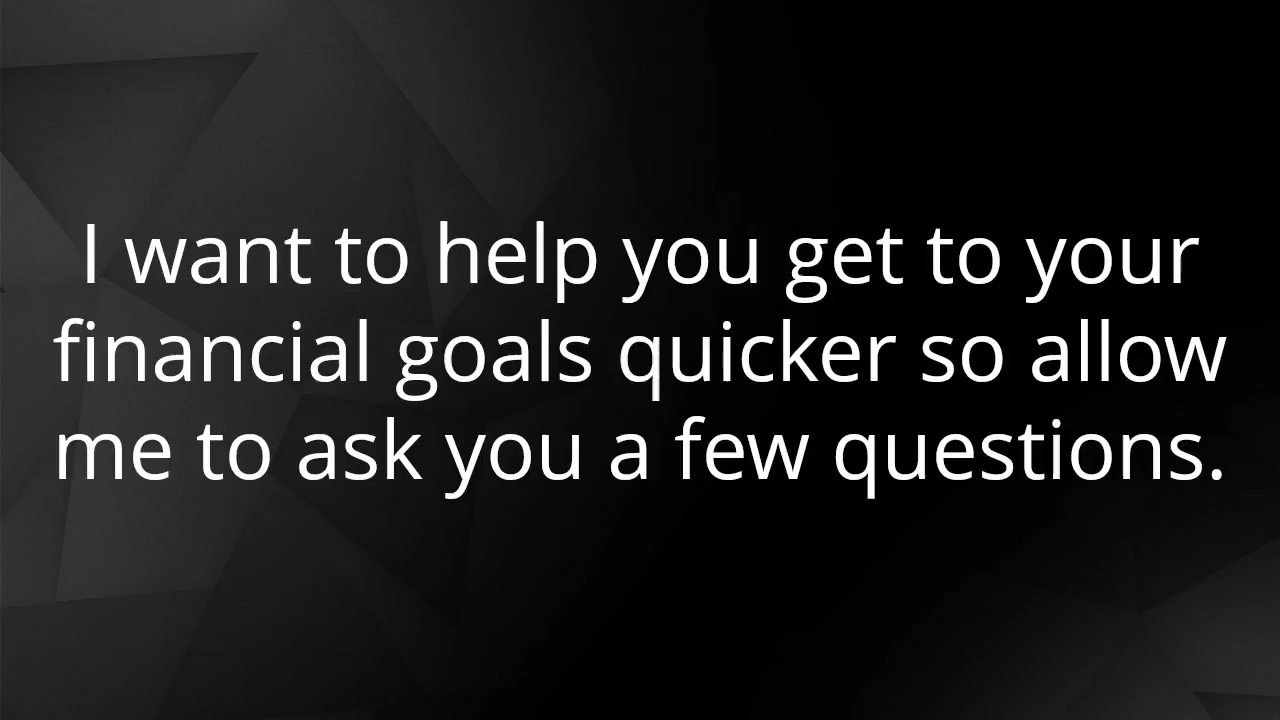 I want to help you get to your
financial goals quicker so allow
me to ask you a few questions.